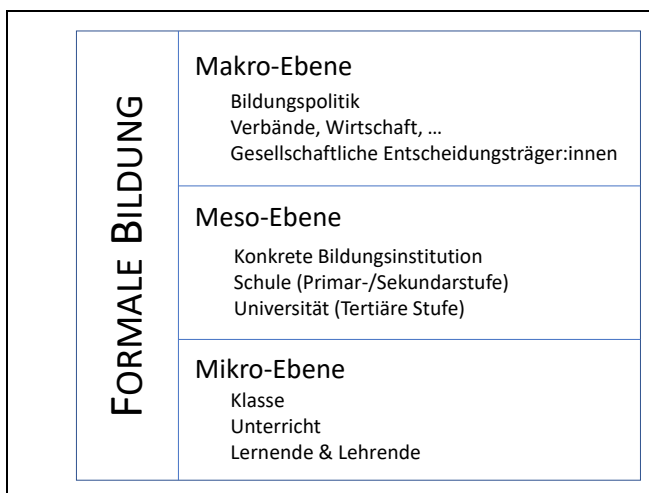 FORMALE BILDUNG
Makro-Ebene
Bildungspolitik
Verbände, Wirtschaft, ...
Gesellschaftliche Entscheidungsträger:innen
Meso-Ebene
Konkrete Bildungsinstitution
Schule (Primar-/Sekundarstufe)
Universität (Tertiäre Stufe)
Mikro-Ebene
Klasse
Unterricht
Lernende & Lehrende